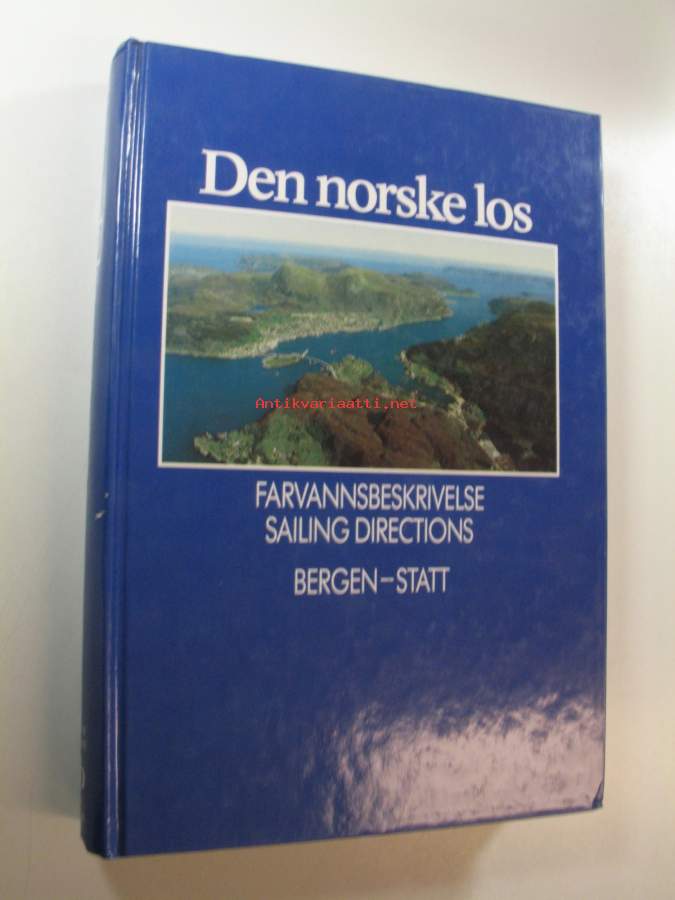 Den norske los
Antikvariaatti.net
FARVANNSBESKRIVELSE
SAILING DIRECTIONS
BERGEN–STATT